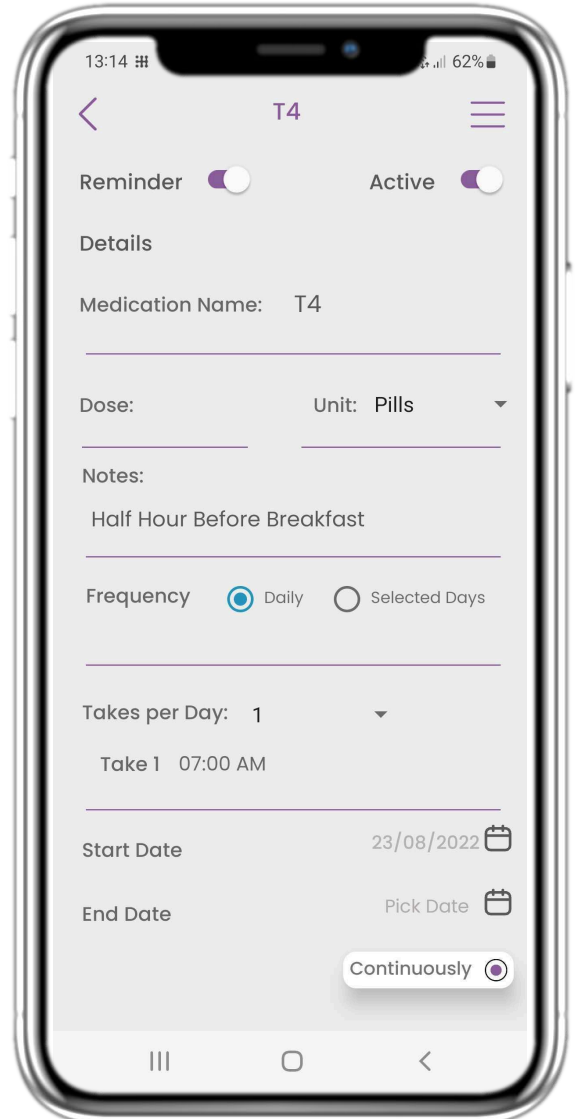 13:14 62%
T4
Reminder Active
Details
Medication Name: T4
Dose: Unit: Pills
Notes:
Half Hour Before Breakfast
Frequency Daily Selected Days
Takes per Day: 1
Take 1 07:00 AM
Start Date 23/08/2022
End Date Pick Date
Continuously